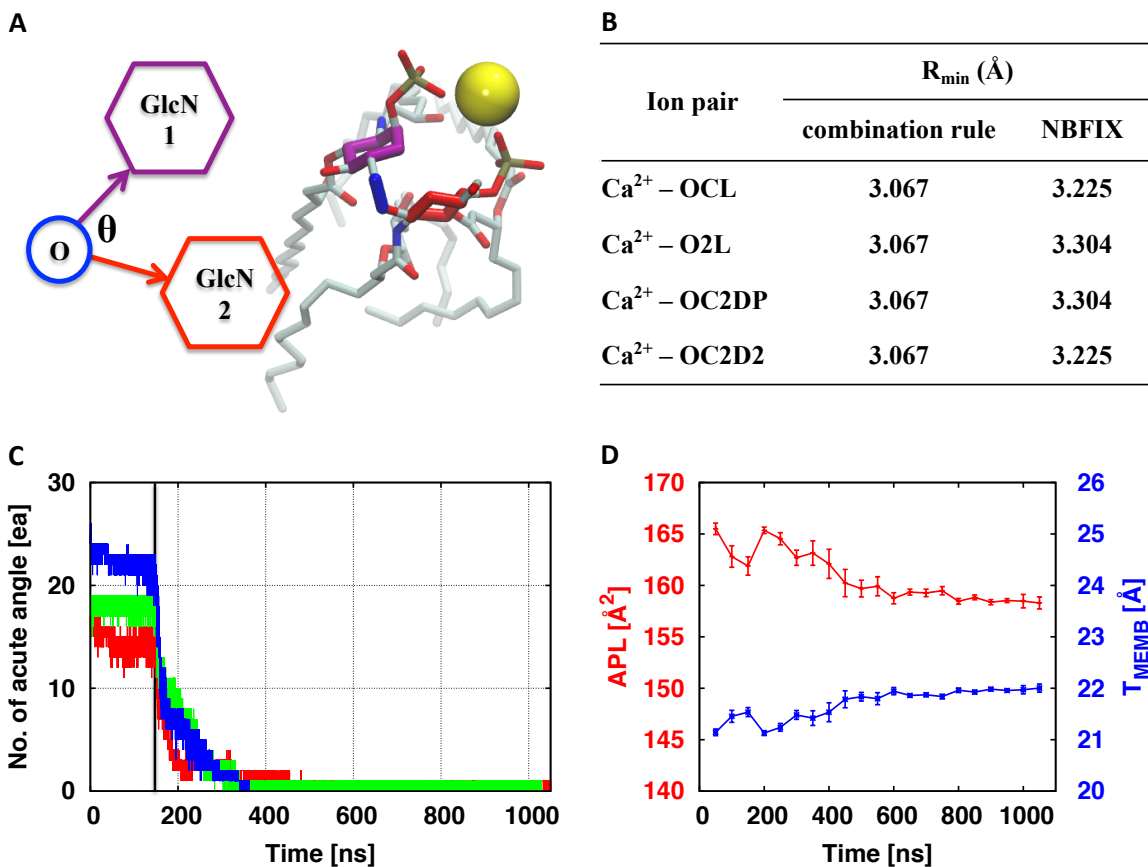 A
GlcN
1
O
θ
GlcN
2
B
Ion pair
R_min (Å)
combination rule NBFIX
Ca²⁺ – OCL 3.067 3.225
Ca²⁺ – O2L 3.067 3.304
Ca²⁺ – OC2DP 3.067 3.304
Ca²⁺ – OC2D2 3.067 3.225
C
No. of acute angle [ea]
30
20
10
0
0 200 400 600 800 1000
Time [ns]
D
APL [Å²]
170
165
160
155
150
145
140
T_MEMB [Å]
26
25
24
23
22
21
20
0 200 400 600 800 1000
Time [ns]